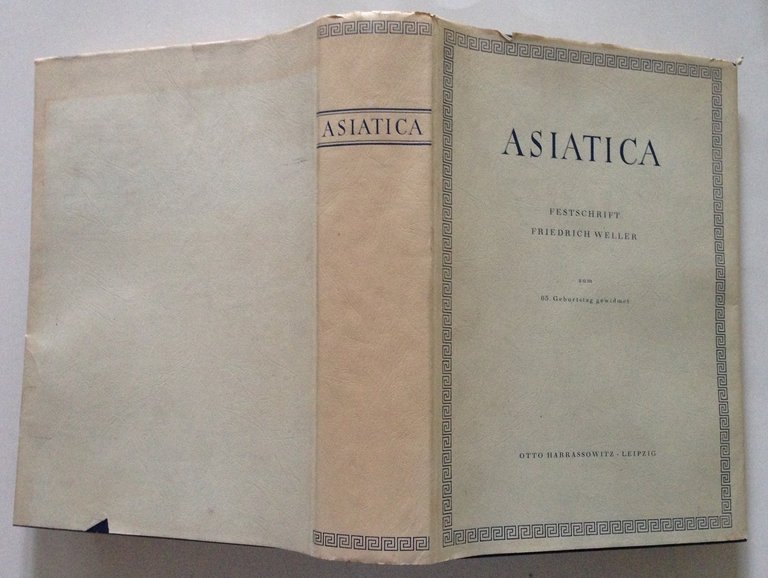 ASIATICA
ASIATICA
FESTSCHRIFT
FRIEDRICH WELLER
zum
65. Geburtstag gewidmet
OTTO HARRASSOWITZ · LEIPZIG